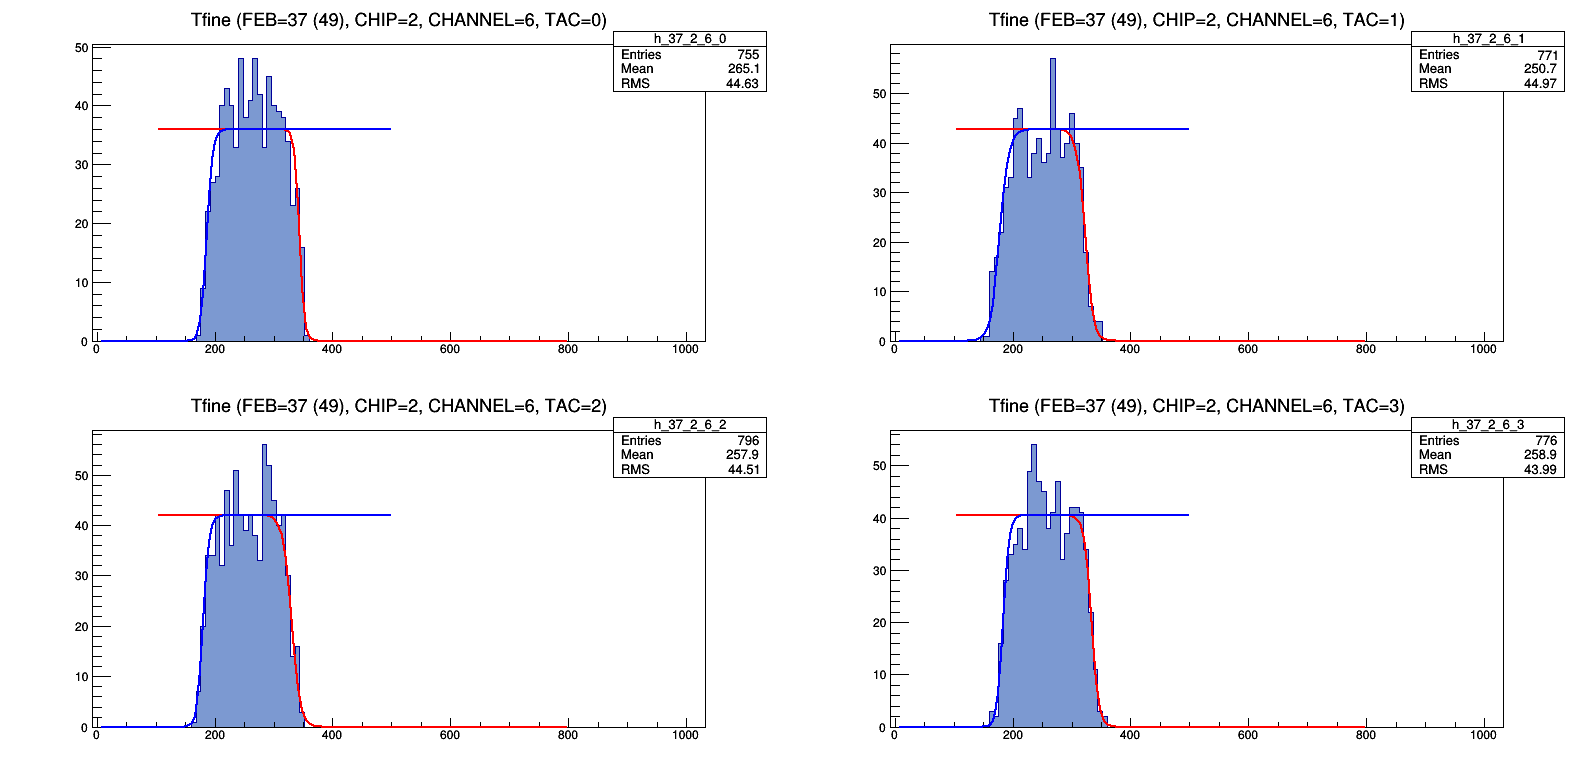 Tfine (FEB=37 (49), CHIP=2, CHANNEL=6, TAC=0)
h_37_2_6_0
Entries 755
Mean 265.1
RMS 44.63
50
40
30
20
10
0
0 200 400 600 800 1000
Tfine (FEB=37 (49), CHIP=2, CHANNEL=6, TAC=1)
h_37_2_6_1
Entries 771
Mean 250.7
RMS 44.97
50
40
30
20
10
0
0 200 400 600 800 1000
Tfine (FEB=37 (49), CHIP=2, CHANNEL=6, TAC=2)
h_37_2_6_2
Entries 796
Mean 257.9
RMS 44.51
50
40
30
20
10
0
0 200 400 600 800 1000
Tfine (FEB=37 (49), CHIP=2, CHANNEL=6, TAC=3)
h_37_2_6_3
Entries 776
Mean 258.9
RMS 43.99
50
40
30
20
10
0
0 200 400 600 800 1000